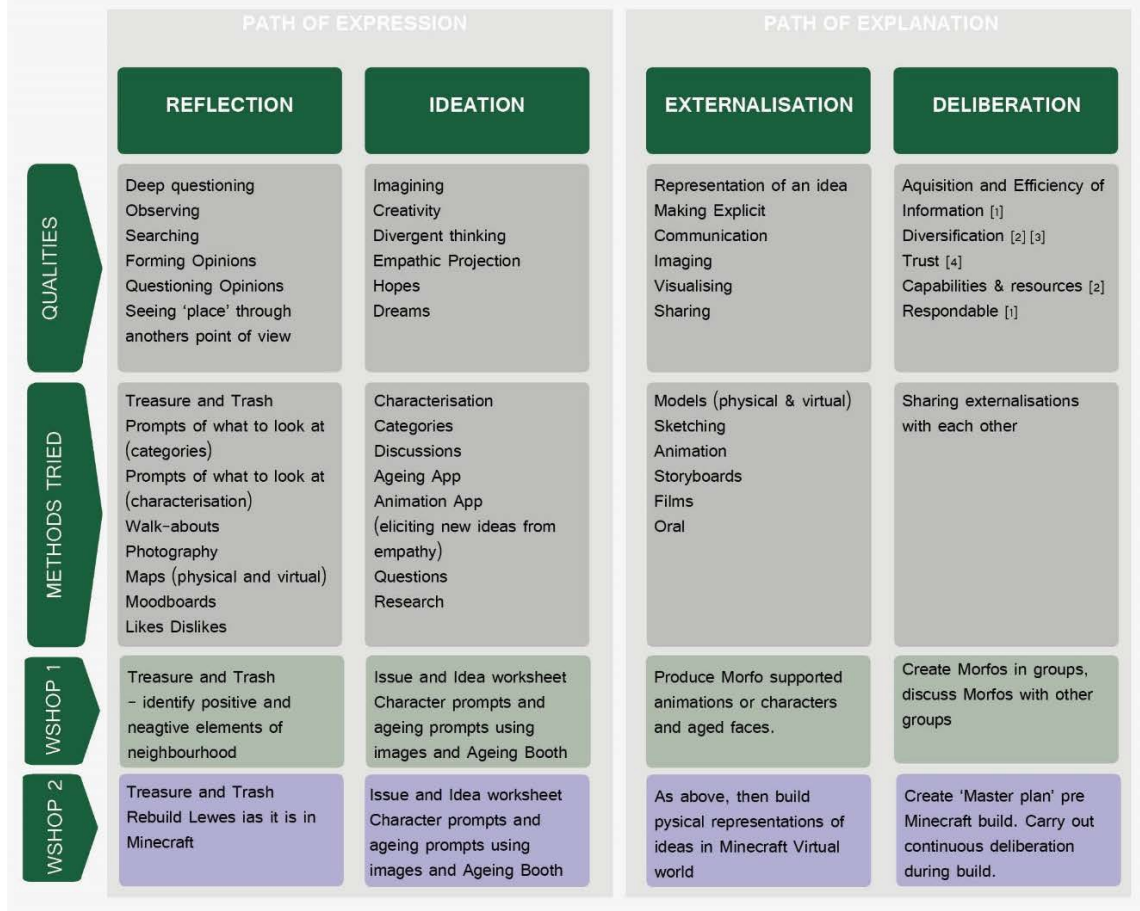 PATH OF EXPRESSION
PATH OF EXPLANATION
REFLECTION
IDEATION
EXTERNALISATION
DELIBERATION
QUALITIES
Deep questioning
Observing
Searching
Forming Opinions
Questioning Opinions
Seeing ‘place’ through
anothers point of view
Imagining
Creativity
Divergent thinking
Empathic Projection
Hopes
Dreams
Representation of an idea
Making Explicit
Communication
Imaging
Visualising
Sharing
Aquisition and Efficiency of
Information [1]
Diversification [2] [3]
Trust [4]
Capabilities & resources [2]
Respondable [1]
METHODS TRIED
Treasure and Trash
Prompts of what to look at
(categories)
Prompts of what to look at
(characterisation)
Walk-abouts
Photography
Maps (physical and virtual)
Moodboards
Likes Dislikes
Characterisation
Categories
Discussions
Ageing App
Animation App
(eliciting new ideas from
empathy)
Questions
Research
Models (physical & virtual)
Sketching
Animation
Storyboards
Films
Oral
Sharing externalisations
with each other
WSHOP 1
Treasure and Trash
- identify positive and
neagtive elements of
neighbourhood
Issue and Idea worksheet
Character prompts and
ageing prompts using
images and Ageing Booth
Produce Morfo supported
animations or characters
and aged faces.
Create Morfos in groups,
discuss Morfos with other
groups
WSHOP 2
Treasure and Trash
Rebuild Lewes ias it is in
Minecraft
Issue and Idea worksheet
Character prompts and
ageing prompts using
images and Ageing Booth
As above, then build
pysical representations of
ideas in Minecraft Virtual
world
Create ‘Master plan’ pre
Minecraft build. Carry out
continuous deliberation
during build.